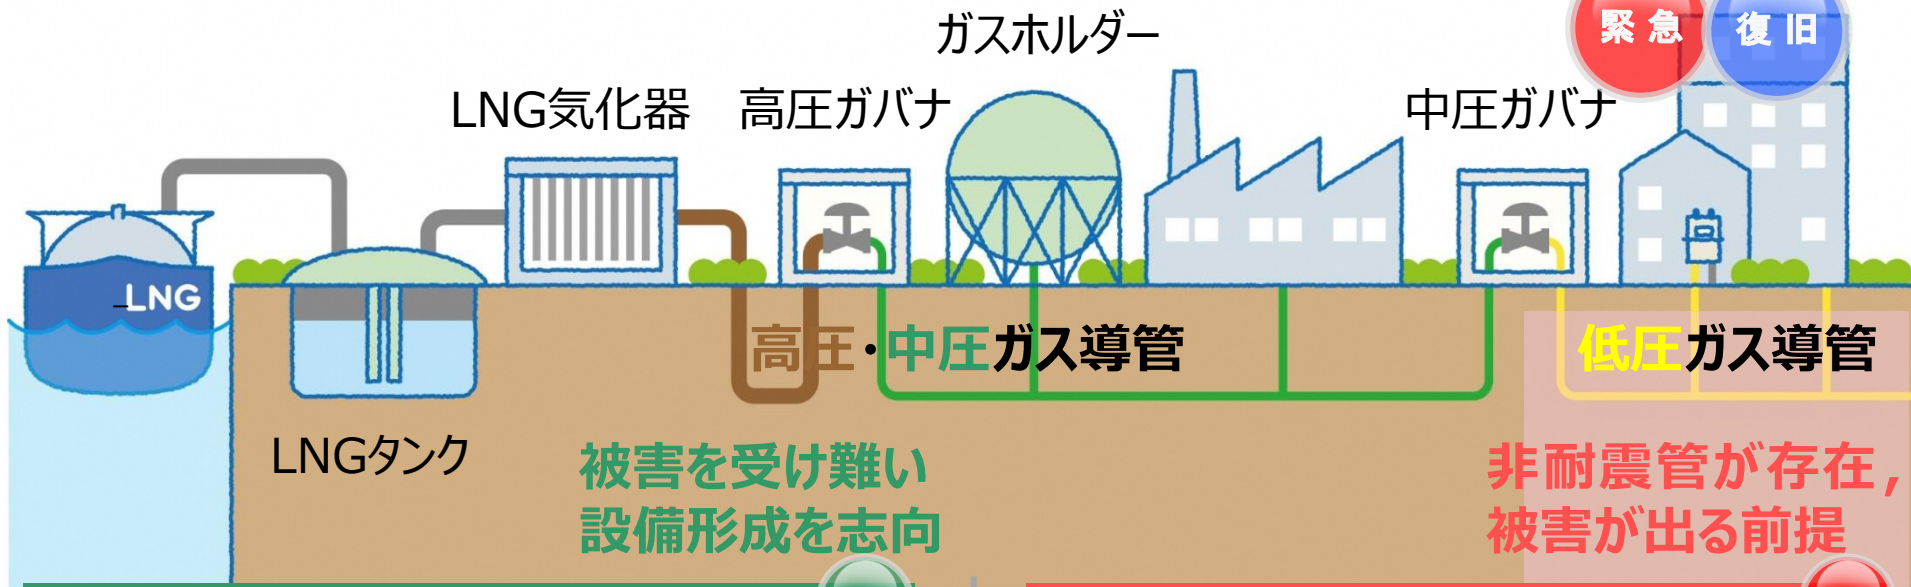 緊急
復旧
ガスホルダー
LNG気化器
高圧ガバナ
中圧ガバナ
LNG
高圧・中圧ガス導管
低圧ガス導管
LNGタンク
被害を受け難い
設備形成を志向
非耐震管が存在,
被害が出る前提